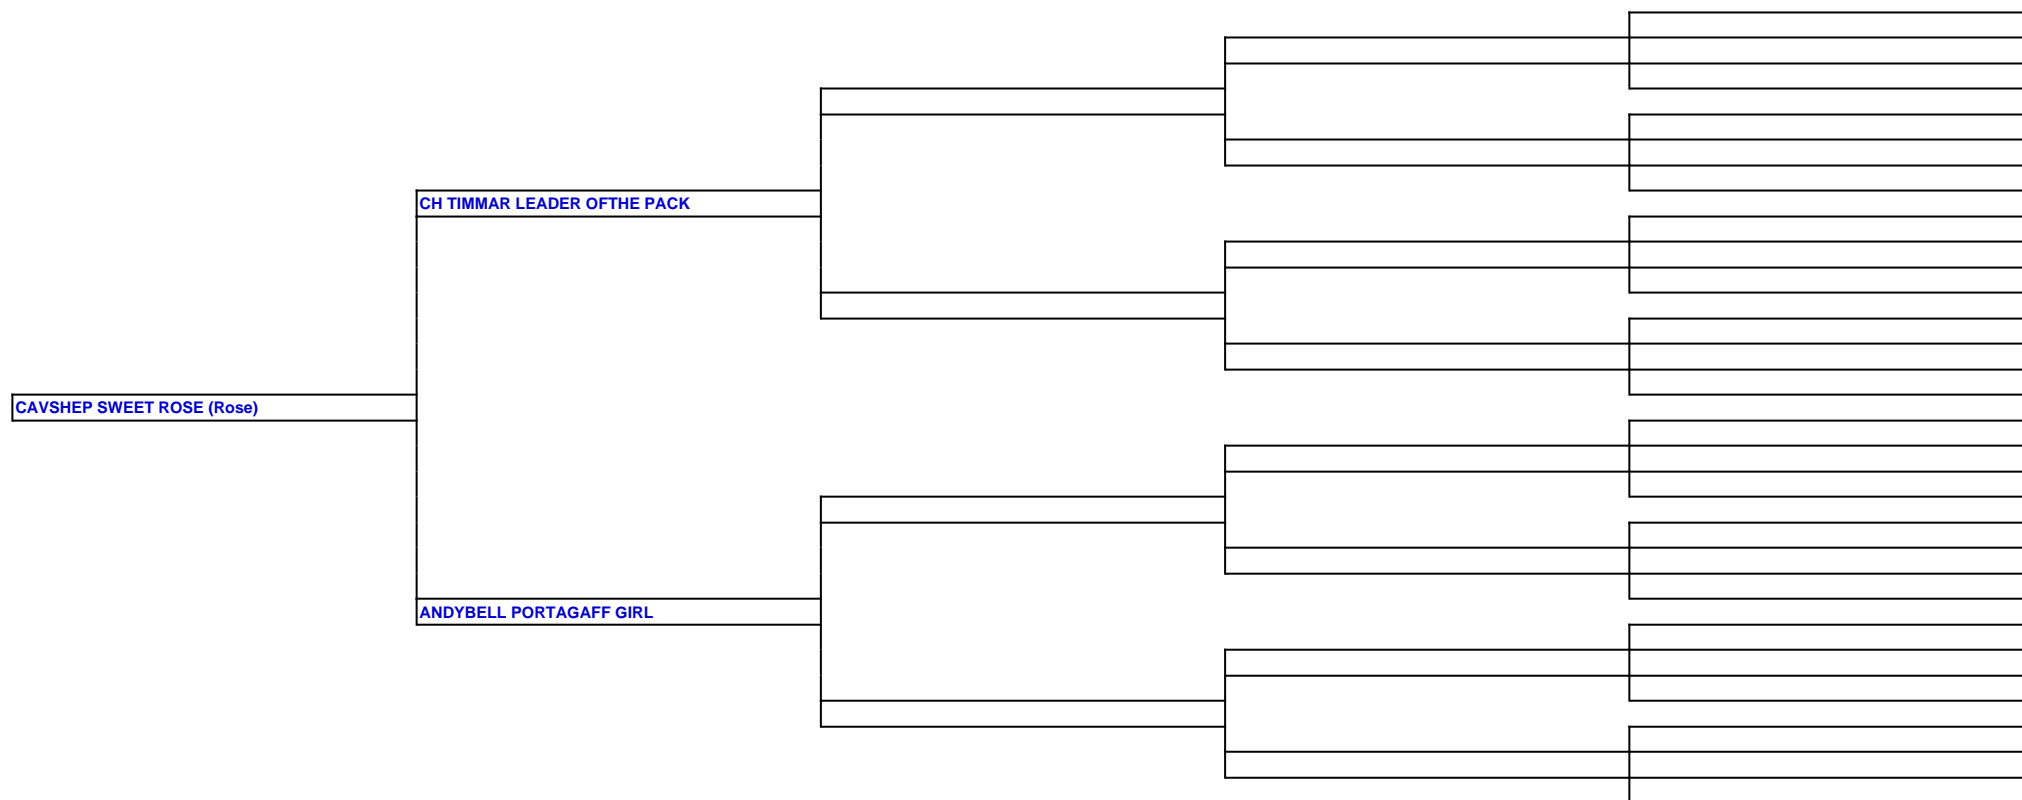 CH TIMMAR LEADER OFTHE PACK
CAVSHEP SWEET ROSE (Rose)
ANDYBELL PORTAGAFF GIRL